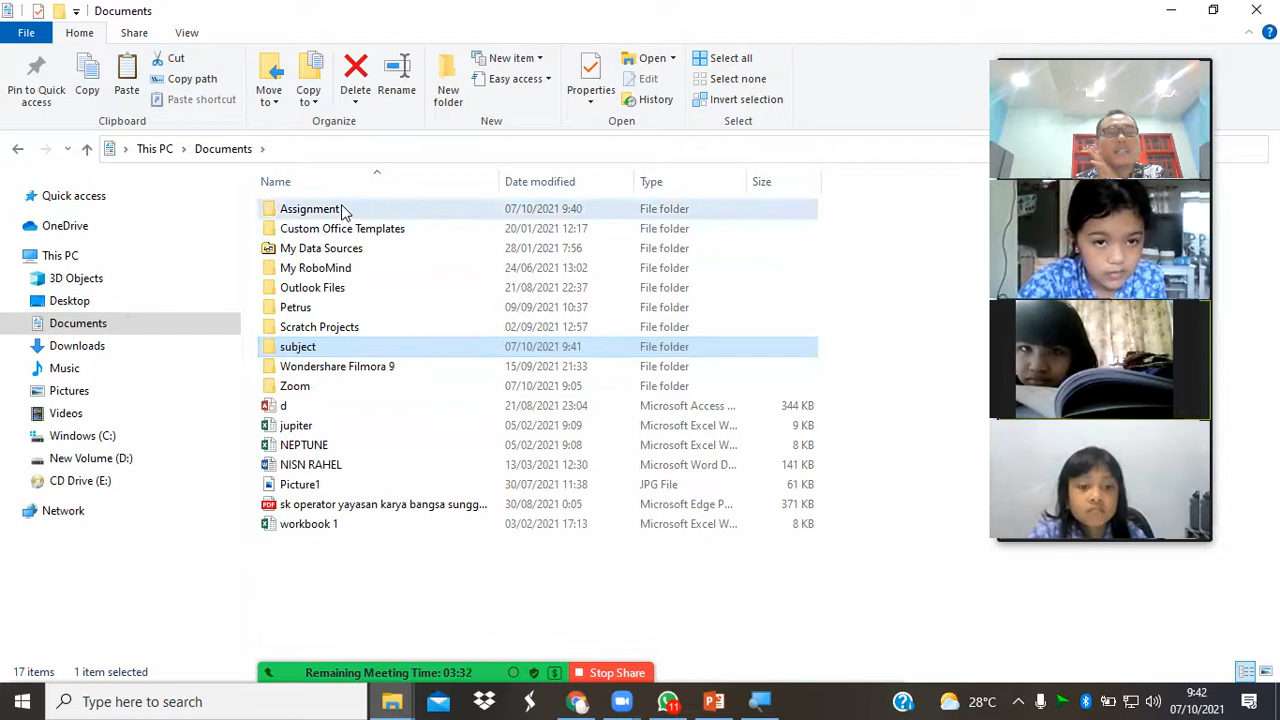 Documents
File Home Share View
Pin to Quick access
Copy
Paste
Cut
Copy path
Paste shortcut
Clipboard
Move to
Copy to
Delete
Rename
Organize
New folder
New item
Easy access
New
Properties
Open
Edit
History
Open
Select all
Select none
Invert selection
Select
This PC Documents
Name Date modified Type Size
Quick access
OneDrive
This PC
3D Objects
Desktop
Documents
Downloads
Music
Pictures
Videos
Windows (C:)
New Volume (D:)
CD Drive (E:)
Network
Assignment 07/10/2021 9:40 File folder
Custom Office Templates 20/01/2021 12:17 File folder
My Data Sources 28/01/2021 7:56 File folder
My RoboMind 24/06/2021 13:02 File folder
Outlook Files 21/08/2021 22:37 File folder
Petrus 09/09/2021 10:37 File folder
Scratch Projects 02/09/2021 12:57 File folder
subject 07/10/2021 9:41 File folder
Wondershare Filmora 9 15/09/2021 21:33 File folder
Zoom 07/10/2021 9:05 File folder
d 21/08/2021 23:04 Microsoft Access ... 344 KB
jupiter 05/02/2021 9:09 Microsoft Excel W... 9 KB
NEPTUNE 05/02/2021 9:08 Microsoft Excel W... 8 KB
NISN RAHEL 13/03/2021 12:30 Microsoft Word D... 141 KB
Picture1 30/07/2021 11:38 JPG File 61 KB
sk operator yayasan karya bangsa sungg... 30/08/2021 0:05 Microsoft Edge P... 371 KB
workbook 1 03/02/2021 17:13 Microsoft Excel W... 8 KB
17 items 1 item selected
Remaining Meeting Time: 03:32 Stop Share
Type here to search
11
28°C
9:42
07/10/2021